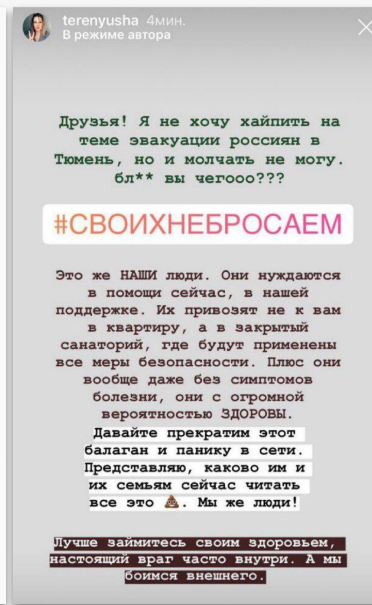 terenyusha 4мин.
В режиме автора
Друзья! Я не хочу хайпить на
теме эвакуации россиян в
Тюмень, но и молчать не могу.
бл** вы чегооо???
#СВОИХНЕБРОСАЕМ
Это же НАШИ люди. Они нуждаются
в помощи сейчас, в нашей
поддержке. Их привозят не к вам
в квартиру, а в закрытый
санаторий, где будут применены
все меры безопасности. Плюс они
вообще даже без симптомов
болезни, они с огромной
вероятностью ЗДОРОВЫ.
Давайте прекратим этот
балаган и панику в сети.
Представляю, каково им и
их семьям сейчас читать
все это 💩. Мы же люди!
Лучше займитесь своим здоровьем,
настоящий враг часто внутри. А мы
боимся внешнего.